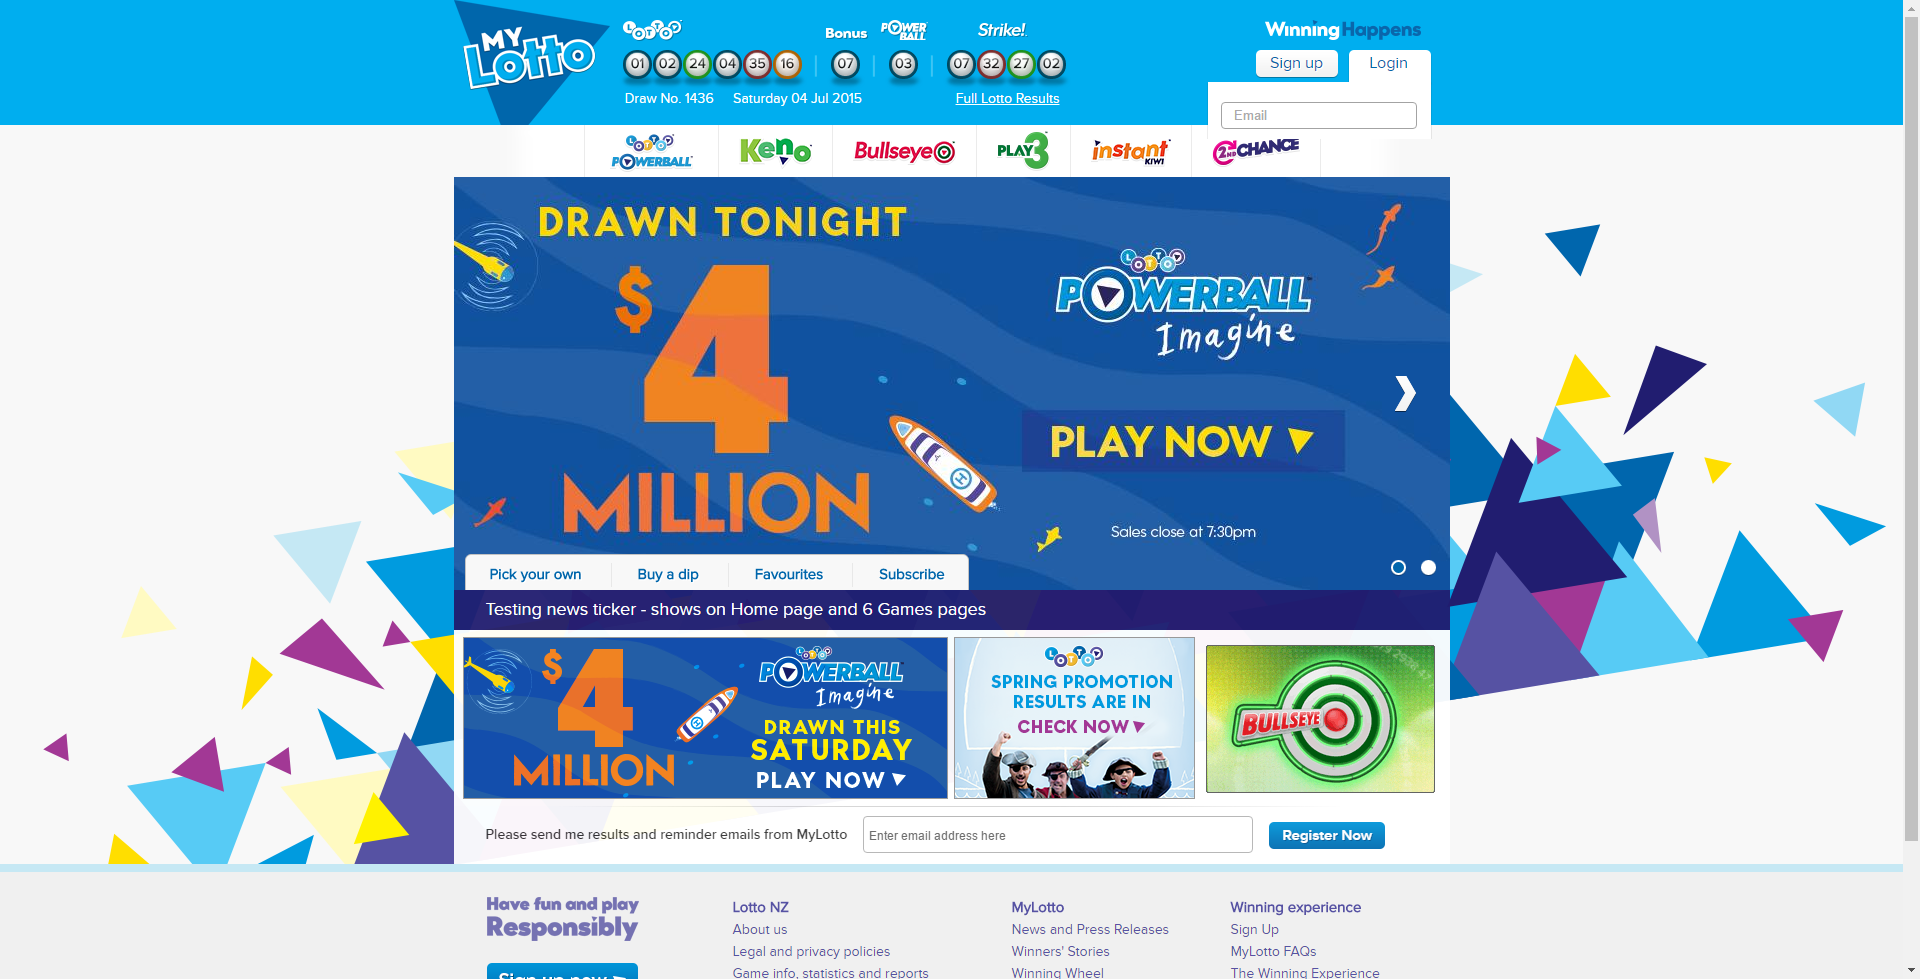 MY
LOTTO
LOTTO
Bonus
POWER
BALL
Strike!
01 02 24 04 35 16
07
03
07 32 27 02
Draw No. 1436
Saturday 04 Jul 2015
Full Lotto Results
Winning Happens
Sign up
Login
Email
LOTTO
POWERBALL
Keno
Bullseye
PLAY 3
instant
KIWI
2ND CHANCE
DRAWN TONIGHT
$4
MILLION
LOTTO
POWERBALL
Imagine
PLAY NOW
H
Sales close at 7:30pm
Pick your own
Buy a dip
Favourites
Subscribe
Testing news ticker - shows on Home page and 6 Games pages
$4
MILLION
H
LOTTO
POWERBALL
Imagine
DRAWN THIS
SATURDAY
PLAY NOW
LOTTO
SPRING PROMOTION
RESULTS ARE IN
CHECK NOW
BULLSEYE
Please send me results and reminder emails from MyLotto
Enter email address here
Register Now
Have fun and play
Responsibly
Sign up now
Lotto NZ
About us
Legal and privacy policies
Game info, statistics and reports
MyLotto
News and Press Releases
Winners' Stories
Winning Wheel
Winning experience
Sign Up
MyLotto FAQs
The Winning Experience